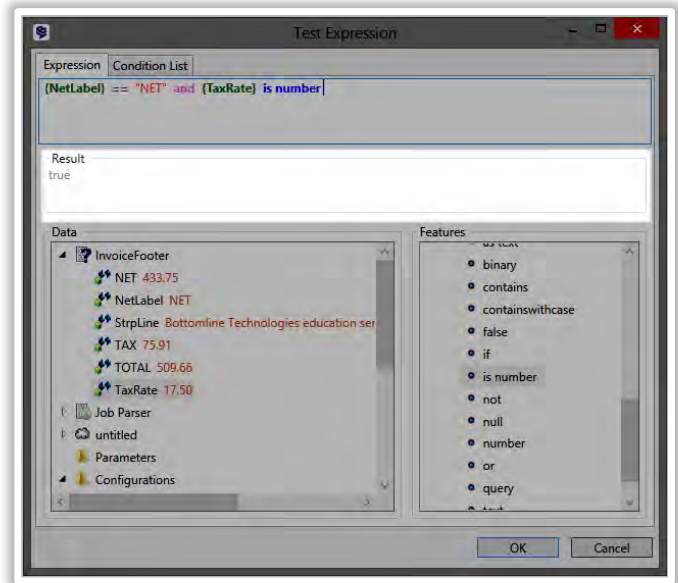 Test Expression
Expression Condition List
{NetLabel} == "NET" and {TaxRate} is number
Result
true
Data
InvoiceFooter
NET 433.75
NetLabel NET
StrpLine Bottomline Technologies education ser
TAX 75.91
TOTAL 509.66
TaxRate 17.50
Job Parser
untitled
Parameters
Configurations
Features
as text
binary
contains
containswithcase
false
if
is number
not
null
number
or
query
OK Cancel